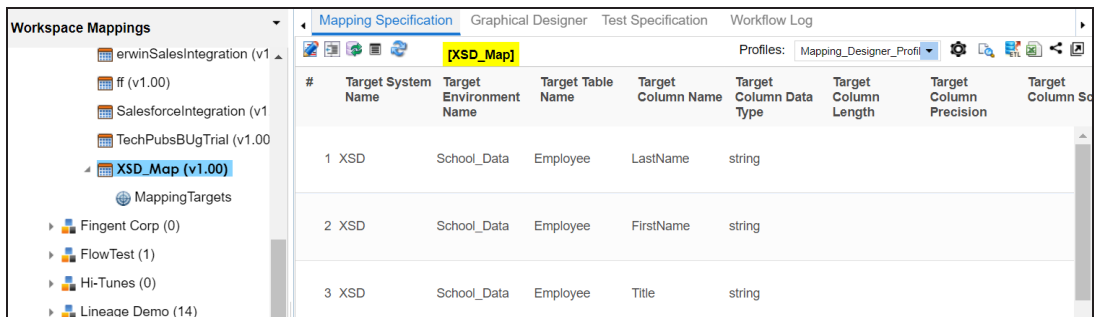 Workspace Mappings
erwinSalesIntegration (v1
ff (v1.00)
SalesforceIntegration (v1
TechPubsBUgTrial (v1.00
XSD_Map (v1.00)
MappingTargets
Fingent Corp (0)
FlowTest (1)
Hi-Tunes (0)
Lineage Demo (14)
Mapping Specification Graphical Designer Test Specification Workflow Log
[XSD_Map] Profiles: Mapping_Designer_Profil
# Target System Name Target Environment Name Target Table Name Target Column Name Target Column Data Type Target Column Length Target Column Precision Target Column Sc
1 XSD School_Data Employee LastName string
2 XSD School_Data Employee FirstName string
3 XSD School_Data Employee Title string